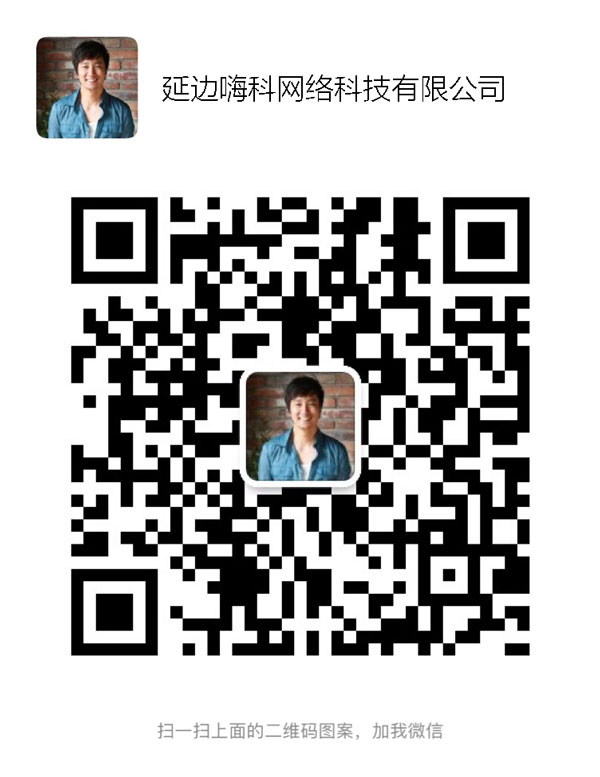 延边嗨科网络科技有限公司
扫一扫上面的二维码图案，加我微信